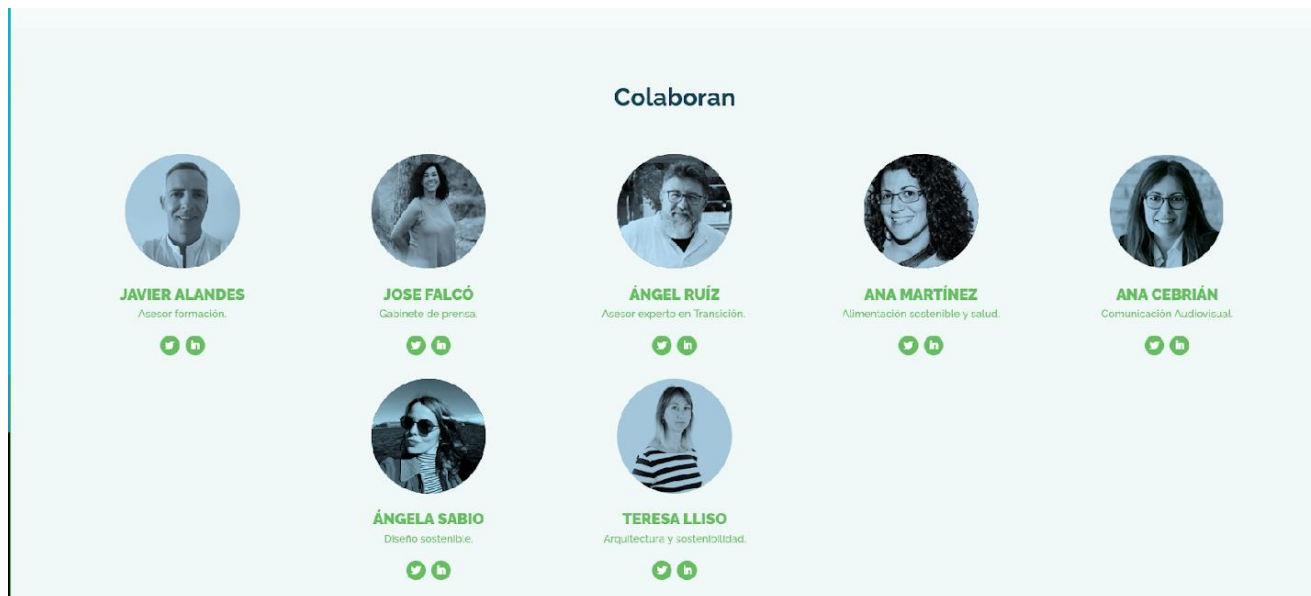 Colaboran
JAVIER ALANDES
Asesor formación.
JOSE FALCÓ
Gabinete de prensa.
ÁNGEL RUÍZ
Asesor experto en Transición.
ANA MARTÍNEZ
Alimentación sostenible y salud.
ANA CEBRIÁN
Comunicación Audiovisual.
ÁNGELA SABIO
Diseño sostenible.
TERESA LLISO
Arquitectura y sostenibilidad.